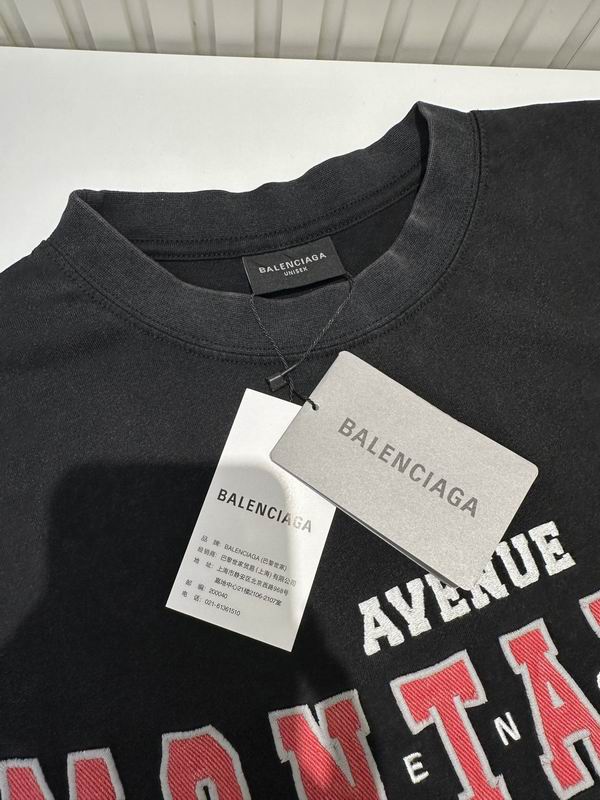 BALENCIAGA
UNISEX
BALENCIAGA
BALENCIAGA
品 牌: BALENCIAGA (巴黎世家)
经销商: 巴黎世家贸易 (上海) 有限公司
地 址: 上海市静安区北京西路968号
嘉地中心21楼2106-2107室
邮 编: 200040
电 话: 021-61361510
AVENUE
MONTA
E N